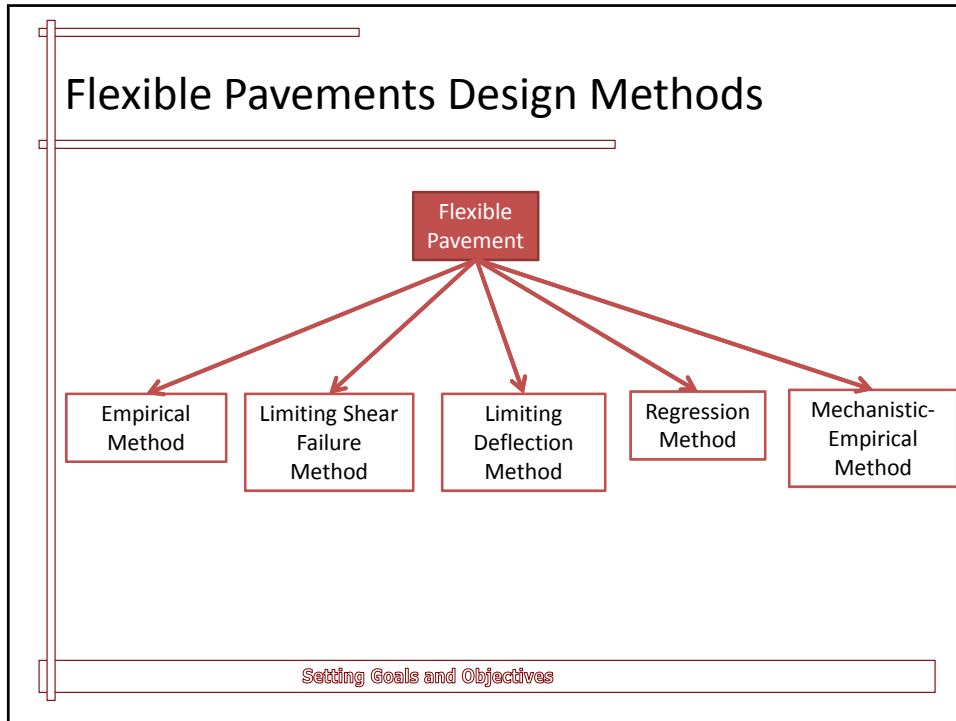 Flexible Pavements Design Methods
Flexible
Pavement
Empirical
Method
Limiting Shear
Failure
Method
Limiting
Deflection
Method
Regression
Method
Mechanistic-
Empirical
Method
Setting Goals and Objectives